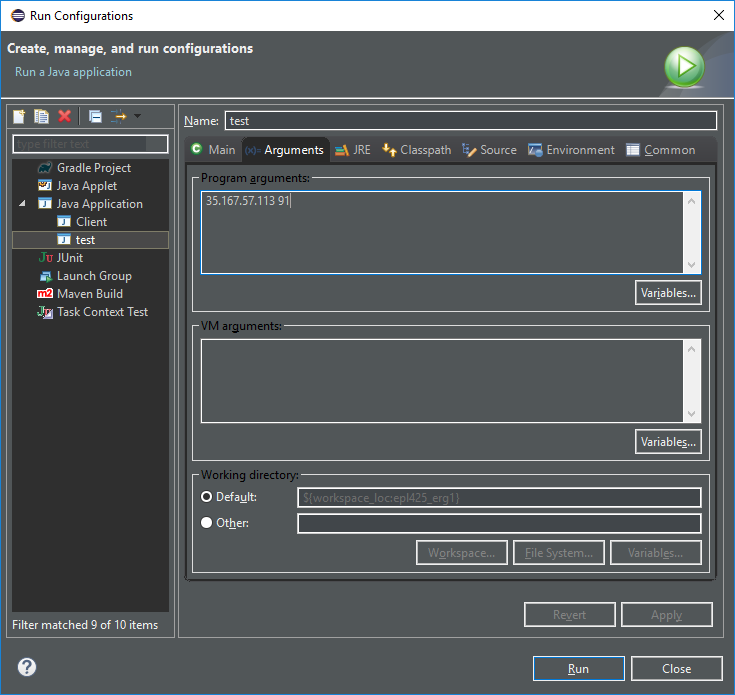 Run Configurations
Create, manage, and run configurations
Run a Java application
type filter text
Gradle Project
Java Applet
Java Application
Client
test
JUnit
Launch Group
Maven Build
Task Context Test
Filter matched 9 of 10 items
Name: test
Main (x)= Arguments JRE Classpath Source Environment Common
Program arguments:
35.167.57.113 91
Variables...
VM arguments:
Variables...
Working directory:
Default: ${workspace_loc:epl425_erg1}
Other:
Workspace... File System... Variables...
Revert Apply
Run Close